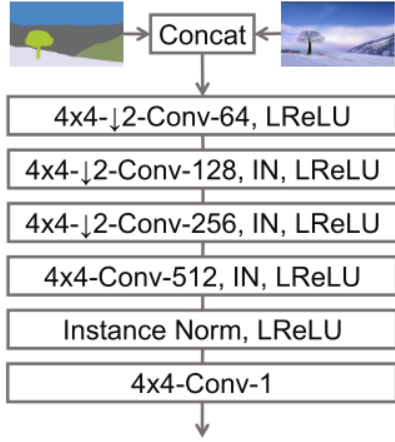 Concat
4x4-↓2-Conv-64, LReLU
4x4-↓2-Conv-128, IN, LReLU
4x4-↓2-Conv-256, IN, LReLU
4x4-Conv-512, IN, LReLU
Instance Norm, LReLU
4x4-Conv-1